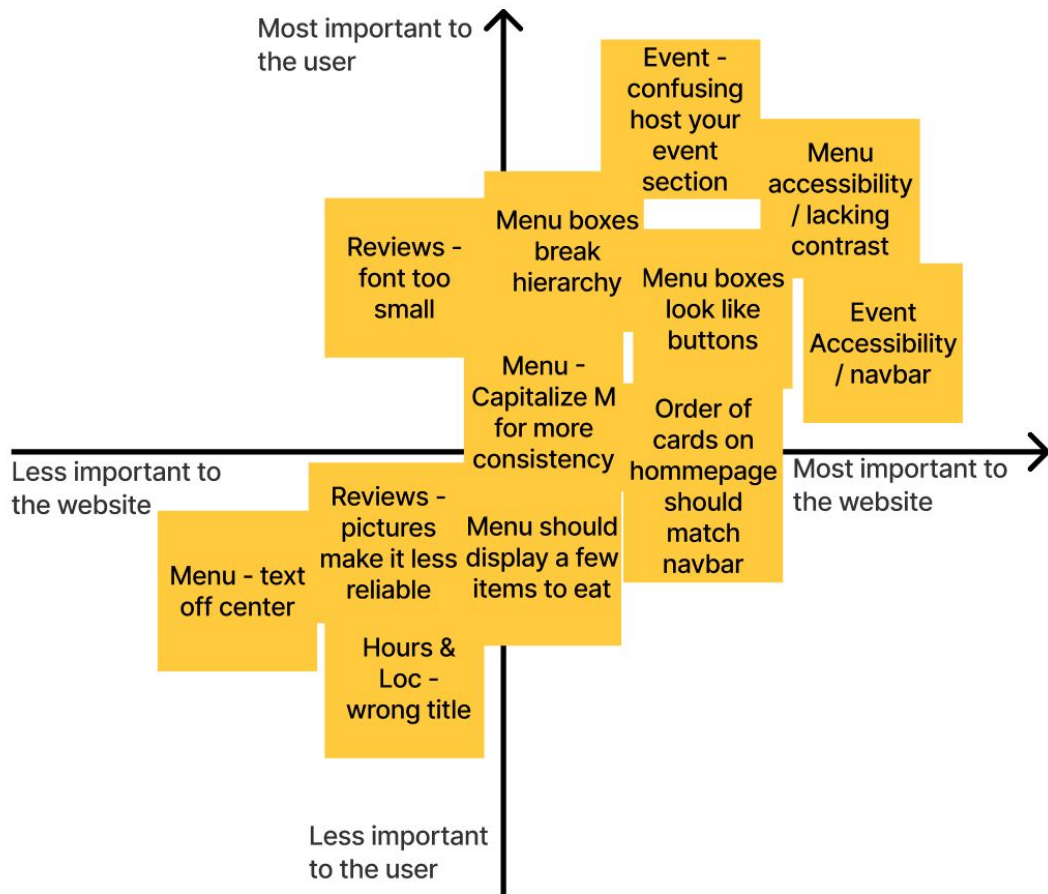 Most important to
the user
Event -
confusing
host your
event
section
Menu
accessibility
/ lacking
contrast
Menu boxes
break
hierarchy
Reviews -
font too
small
Menu boxes
look like
buttons
Event
Accessibility
/ navbar
Menu -
Capitalize M
for more
consistency
Order of
cards on
hommepage
should
match
navbar
Less important to
the website
Most important to
the website
Reviews -
pictures
make it less
reliable
Menu should
display a few
items to eat
Menu - text
off center
Hours &
Loc -
wrong title
Less important
to the user